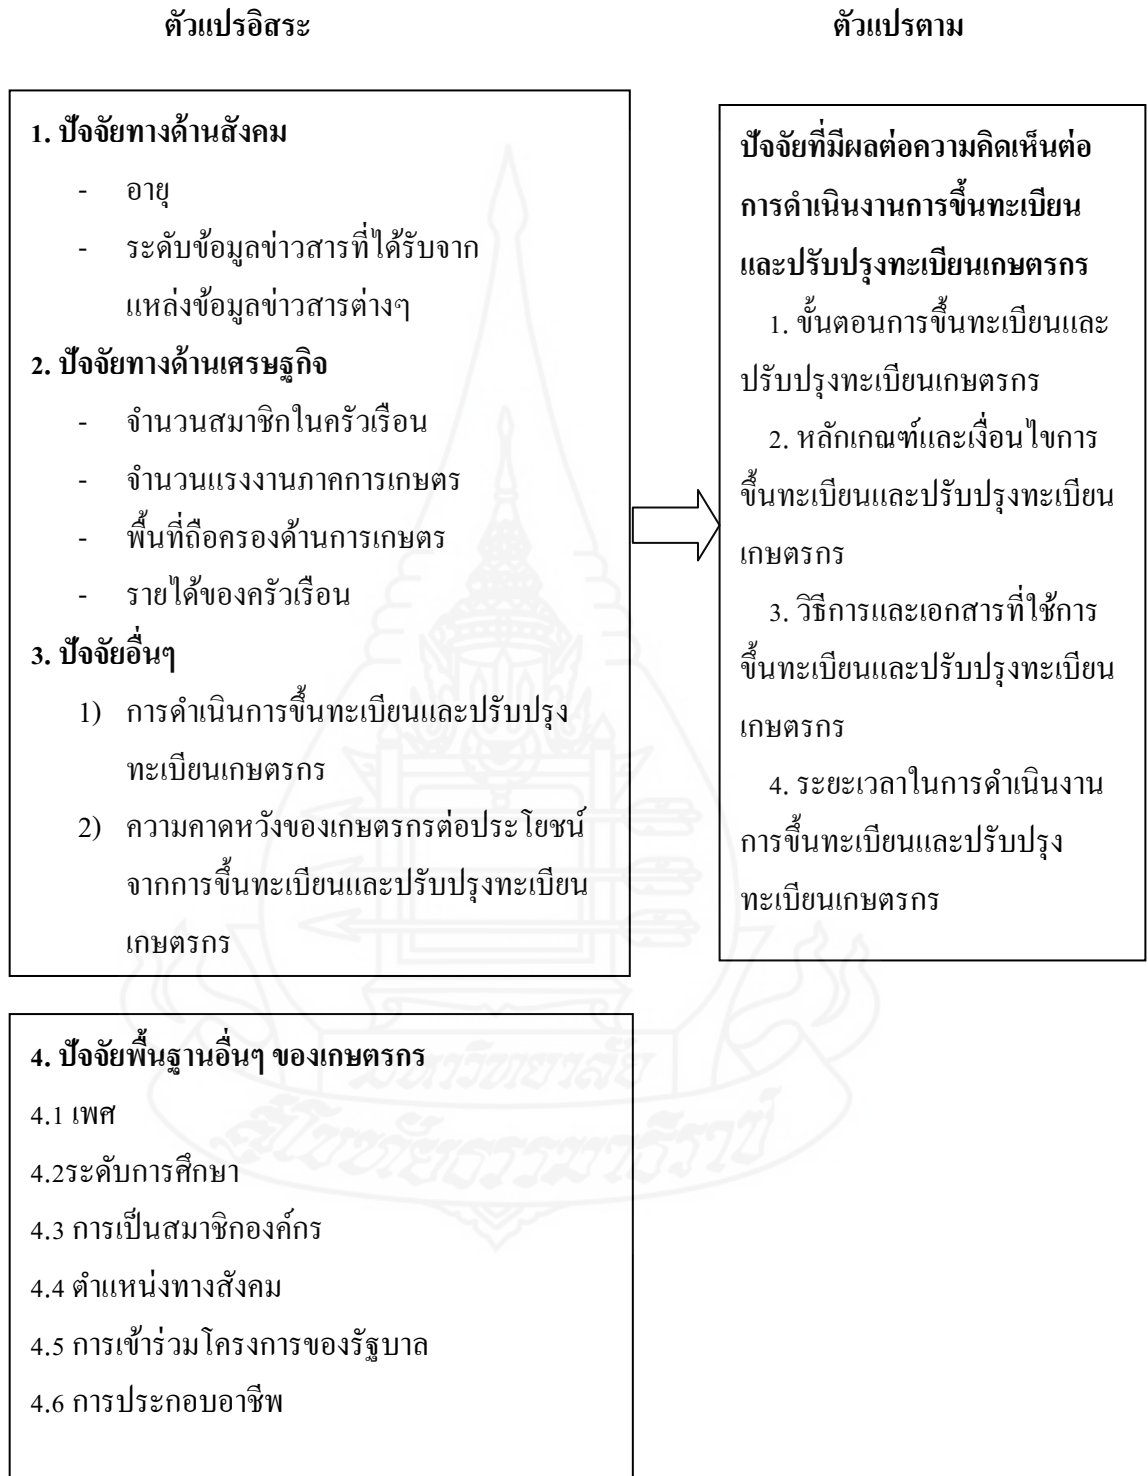 ตัวแปรอิสระ
ตัวแปรตาม
1. ปัจจัยทางด้านสังคม
- อายุ
- ระดับข้อมูลข่าวสารที่ได้รับจาก
แหล่งข้อมูลข่าวสารต่างๆ
2. ปัจจัยทางด้านเศรษฐกิจ
- จำนวนสมาชิกในครัวเรือน
- จำนวนแรงงานภาคการเกษตร
- พื้นที่ถือครองด้านการเกษตร
- รายได้ของครัวเรือน
3. ปัจจัยอื่นๆ
1) การดำเนินการขึ้นทะเบียนและปรับปรุง
ทะเบียนเกษตรกร
2) ความคาดหวังของเกษตรกรต่อประโยชน์
จากการขึ้นทะเบียนและปรับปรุงทะเบียน
เกษตรกร
ปัจจัยที่มีผลต่อความคิดเห็นต่อ
การดำเนินงานการขึ้นทะเบียน
และปรับปรุงทะเบียนเกษตรกร
1. ขั้นตอนการขึ้นทะเบียนและ
ปรับปรุงทะเบียนเกษตรกร
2. หลักเกณฑ์และเงื่อนไขการ
ขึ้นทะเบียนและปรับปรุงทะเบียน
เกษตรกร
3. วิธีการและเอกสารที่ใช้การ
ขึ้นทะเบียนและปรับปรุงทะเบียน
เกษตรกร
4. ระยะเวลาในการดำเนินงาน
การขึ้นทะเบียนและปรับปรุง
ทะเบียนเกษตรกร
4. ปัจจัยพื้นฐานอื่นๆ ของเกษตรกร
4.1 เพศ
4.2ระดับการศึกษา
4.3 การเป็นสมาชิกองค์กร
4.4 ตำแหน่งทางสังคม
4.5 การเข้าร่วมโครงการของรัฐบาล
4.6 การประกอบอาชีพ
มหาวิทยาลัย
สุโขทัยธรรมาธิราช